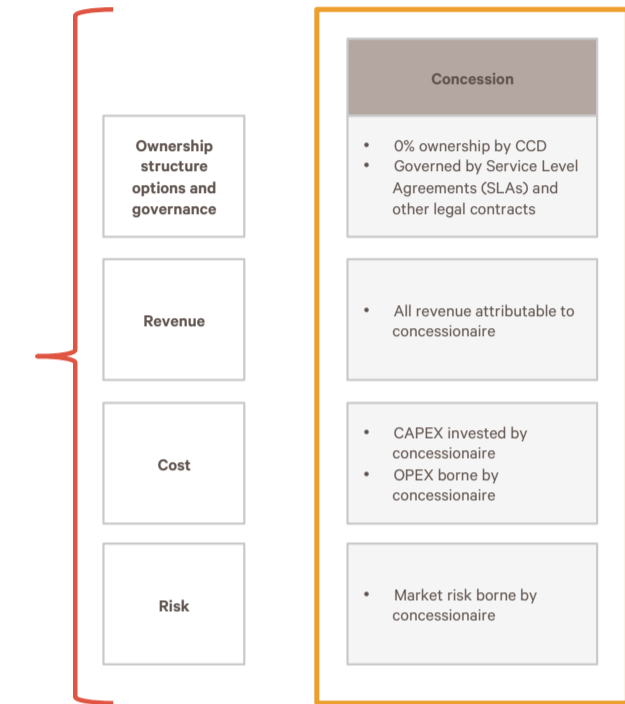 Concession
Ownership
structure
options and
governance
• 0% ownership by CCD
• Governed by Service Level
Agreements (SLAs) and
other legal contracts
Revenue
• All revenue attributable to
concessionaire
Cost
• CAPEX invested by
concessionaire
• OPEX borne by
concessionaire
Risk
• Market risk borne by
concessionaire